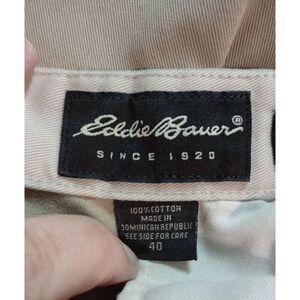 Eddie Bauer®
SINCE 1920
100% COTTON
MADE IN
DOMINICAN REPUBLIC
SEE SIDE FOR CARE
40